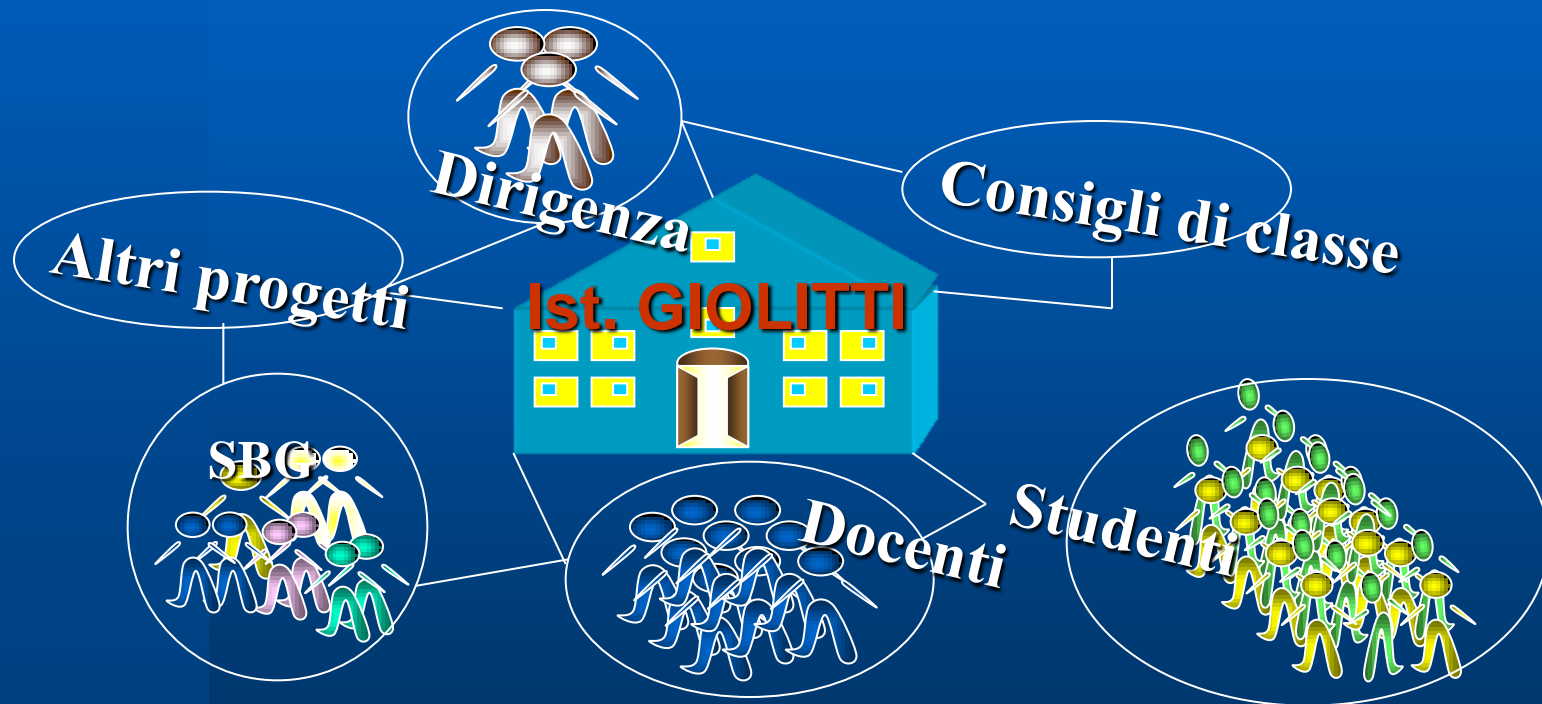 Dirigenza
Consigli di classe
Altri progetti
Ist. GIOLITTI
SBG
Docenti
Studenti